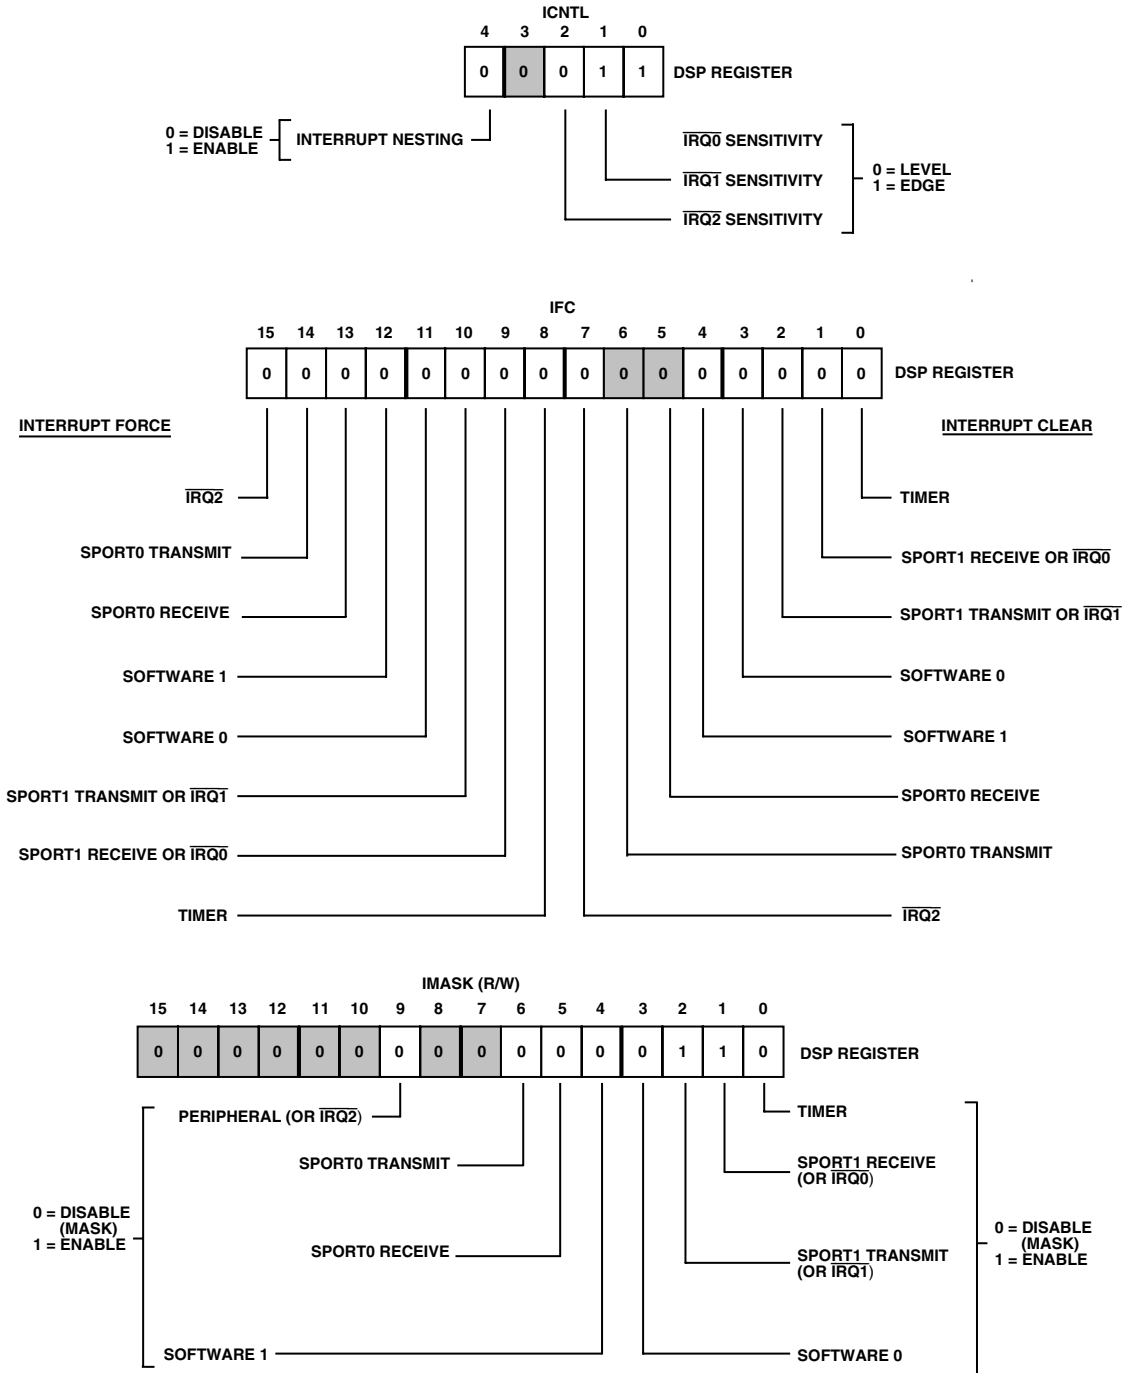 ICNTL
4 3 2 1 0
0 0 0 1 1 DSP REGISTER
0 = DISABLE
1 = ENABLE
INTERRUPT NESTING
IRQ0 SENSITIVITY
IRQ1 SENSITIVITY
IRQ2 SENSITIVITY
0 = LEVEL
1 = EDGE
IFC
15 14 13 12 11 10 9 8 7 6 5 4 3 2 1 0
0 0 0 0 0 0 0 0 0 0 0 0 0 0 0 0 DSP REGISTER
INTERRUPT FORCE
INTERRUPT CLEAR
IRQ2
TIMER
SPORT0 TRANSMIT
SPORT1 RECEIVE OR IRQ0
SPORT0 RECEIVE
SPORT1 TRANSMIT OR IRQ1
SOFTWARE 1
SOFTWARE 0
SOFTWARE 0
SOFTWARE 1
SPORT1 TRANSMIT OR IRQ1
SPORT0 RECEIVE
SPORT1 RECEIVE OR IRQ0
SPORT0 TRANSMIT
TIMER
IRQ2
IMASK (R/W)
15 14 13 12 11 10 9 8 7 6 5 4 3 2 1 0
0 0 0 0 0 0 0 0 0 0 0 0 0 1 1 0 DSP REGISTER
PERIPHERAL (OR IRQ2)
TIMER
SPORT0 TRANSMIT
SPORT1 RECEIVE
(OR IRQ0)
0 = DISABLE
(MASK)
1 = ENABLE
SPORT0 RECEIVE
SPORT1 TRANSMIT
(OR IRQ1)
0 = DISABLE
(MASK)
1 = ENABLE
SOFTWARE 1
SOFTWARE 0